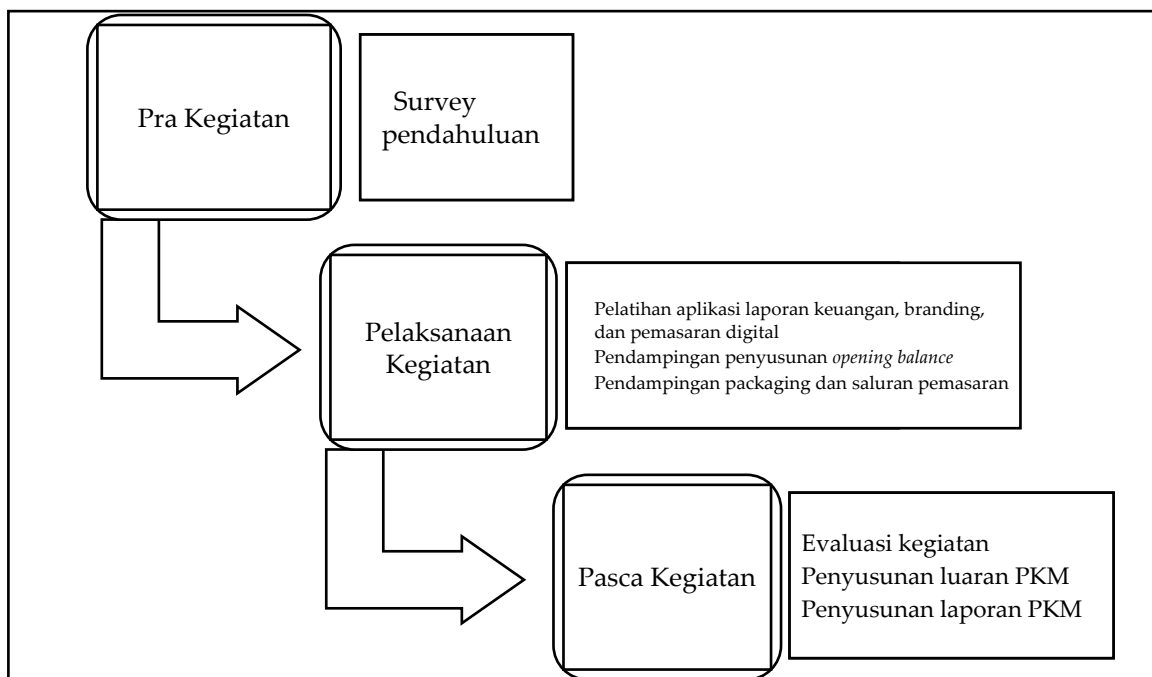 Pra Kegiatan
Survey
pendahuluan
Pelaksanaan
Kegiatan
Pelatihan aplikasi laporan keuangan, branding,
dan pemasaran digital
Pendampingan penyusunan opening balance
Pendampingan packaging dan saluran pemasaran
Pasca Kegiatan
Evaluasi kegiatan
Penyusunan luaran PKM
Penyusunan laporan PKM